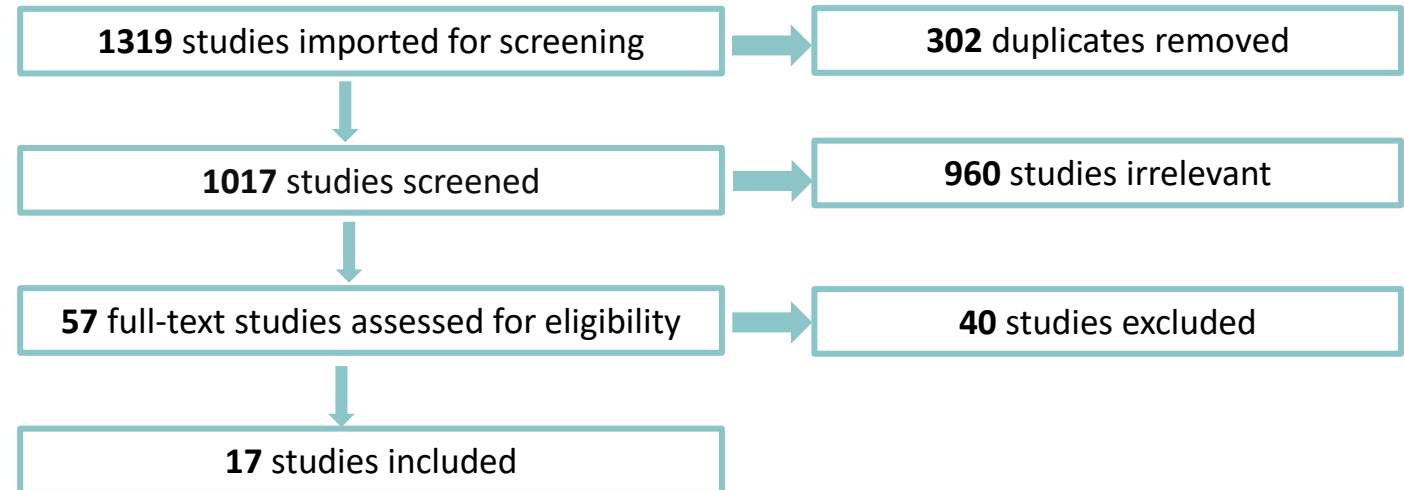 1319 studies imported for screening
302 duplicates removed
1017 studies screened
960 studies irrelevant
57 full-text studies assessed for eligibility
40 studies excluded
17 studies included